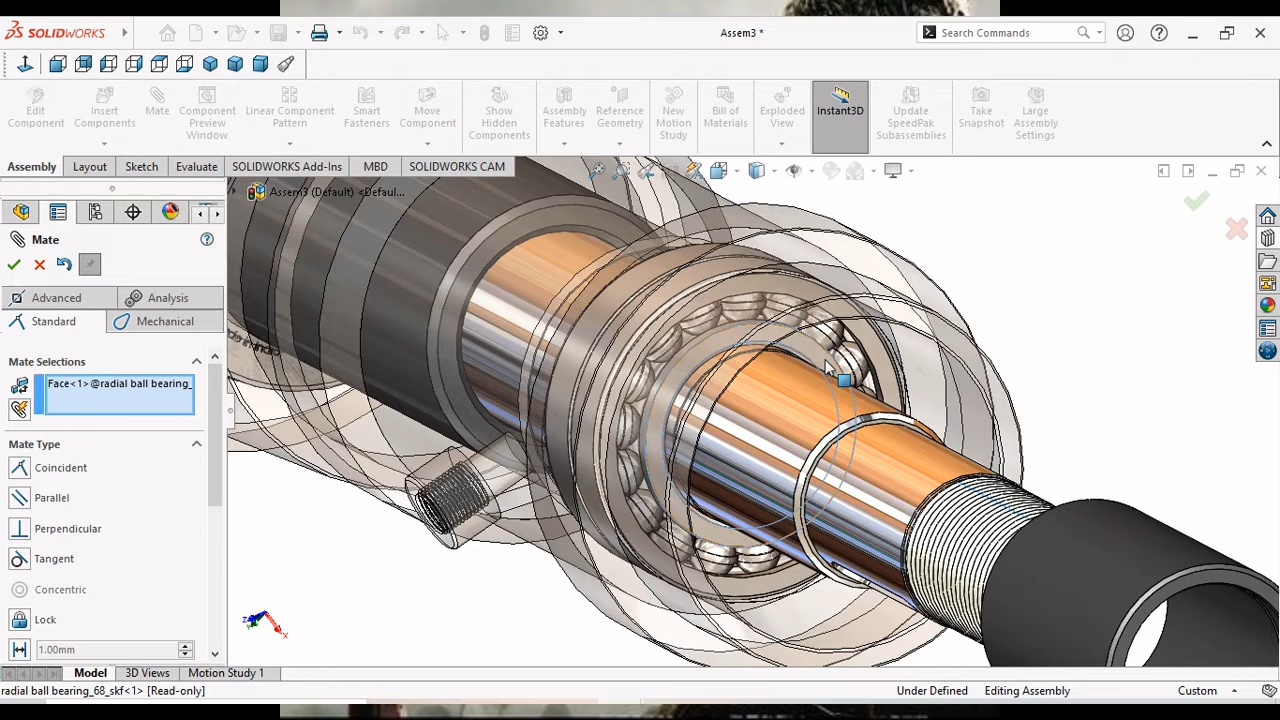 SOLIDWORKS
Assem3 *
Search Commands
Edit Component
Insert Components
Mate
Component Preview Window
Linear Component Pattern
Smart Fasteners
Move Component
Show Hidden Components
Assembly Features
Reference Geometry
New Motion Study
Bill of Materials
Exploded View
Instant3D
Update SpeedPak Subassemblies
Take Snapshot
Large Assembly Settings
Assembly
Layout
Sketch
Evaluate
SOLIDWORKS Add-Ins
MBD
SOLIDWORKS CAM
Assem3 (Default) <Defaul...
Mate
Advanced
Analysis
Standard
Mechanical
Mate Selections
Face<1>@radial ball bearing_
Mate Type
Coincident
Parallel
Perpendicular
Tangent
Concentric
Lock
1.00mm
z
x
Model
3D Views
Motion Study 1
radial ball bearing_68_skf<1> [Read-only]
Under Defined
Editing Assembly
Custom